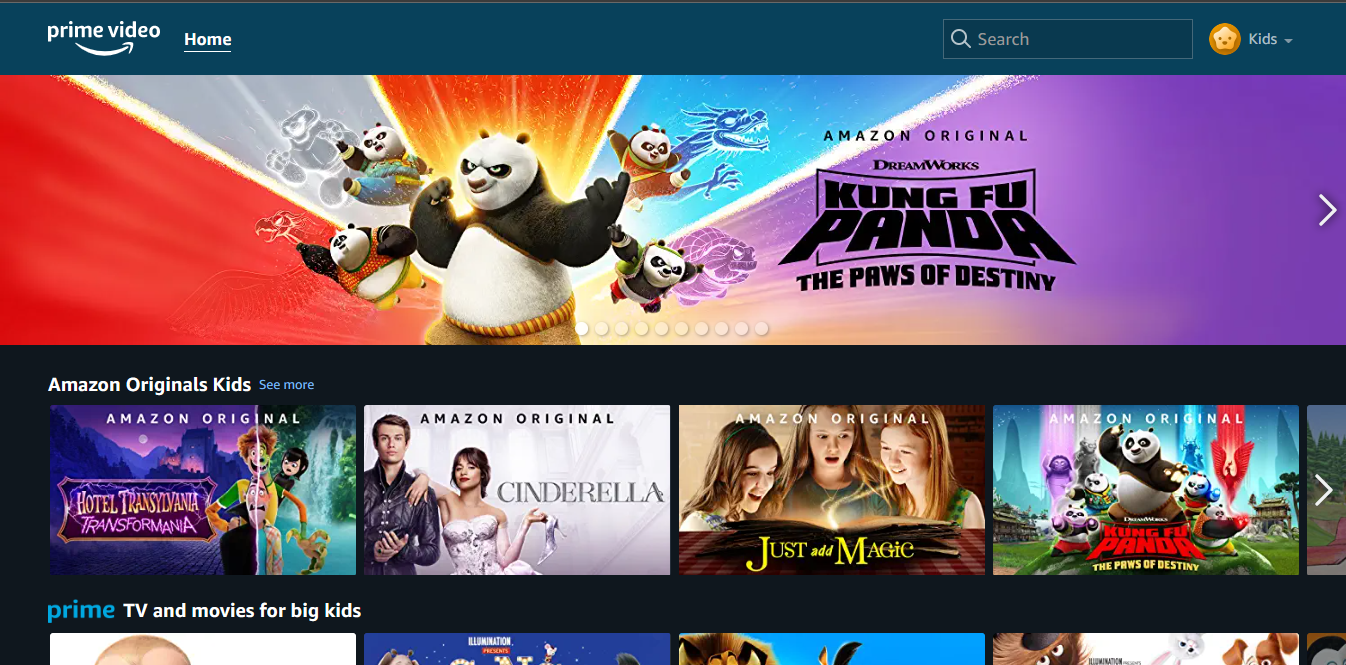 prime video
Home
Search
Kids
AMAZON ORIGINAL
DREAMWORKS
KUNG FU
PANDA
THE PAWS OF DESTINY
Amazon Originals Kids See more
AMAZON ORIGINAL
HOTEL TRANSYLVANIA
TRANSFORMANIA
AMAZON ORIGINAL
CINDERELLA
AMAZON ORIGINAL
JUST add MAGIC
AMAZON ORIGINAL
DREAMWORKS
KUNG FU
PANDA
THE PAWS OF DESTINY
prime TV and movies for big kids
ILLUMINATION
PRESENTS
ILLUMINATION PRESENTS